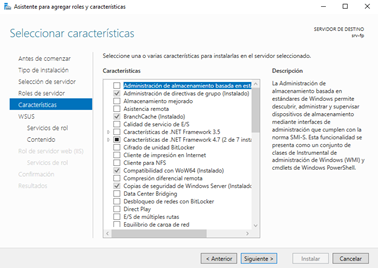 Asistente para agregar roles y características
Seleccionar características
SERVIDOR DE DESTINO
srv-fp
Antes de comenzar
Tipo de instalación
Selección de servidor
Roles de servidor
Características
WSUS
Servicios de rol
Contenido
Rol de servidor web (IIS)
Servicios de rol
Confirmación
Resultados
Seleccione una o varias características para instalarlas en el servidor seleccionado.
Características
Administración de almacenamiento basada en está
Administración de directivas de grupo (Instalado)
Almacenamiento mejorado
Asistencia remota
BranchCache (Instalado)
Calidad de servicio de E/S
Características de .NET Framework 3.5
Características de .NET Framework 4.7 (2 de 7 inst
Cifrado de unidad BitLocker
Cliente de impresión en Internet
Cliente para NFS
Compatibilidad con WoW64 (Instalado)
Compresión diferencial remota
Copias de seguridad de Windows Server (Instalado)
Data Center Bridging
Desbloqueo de redes con BitLocker
Direct Play
E/S de múltiples rutas
Equilibrio de carga de red
Descripción
La Administración de
almacenamiento basada en
estándares de Windows permite
descubrir, administrar y supervisar
dispositivos de almacenamiento
mediante interfaces de
administración que cumplen con la
norma SMI-S. Esta funcionalidad se
presenta como un conjunto de
clases de Instrumental de
administración de Windows (WMI) y
cmdlets de Windows PowerShell.
< Anterior
Siguiente >
Instalar
Cancelar